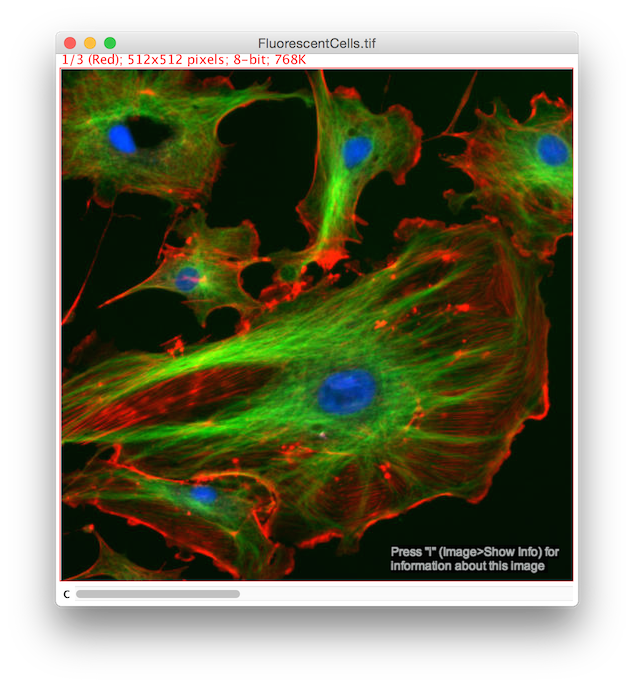 FluorescentCells.tif
1/3 (Red); 512x512 pixels; 8-bit; 768K
Press "i" (Image>Show Info) for
information about this image
C